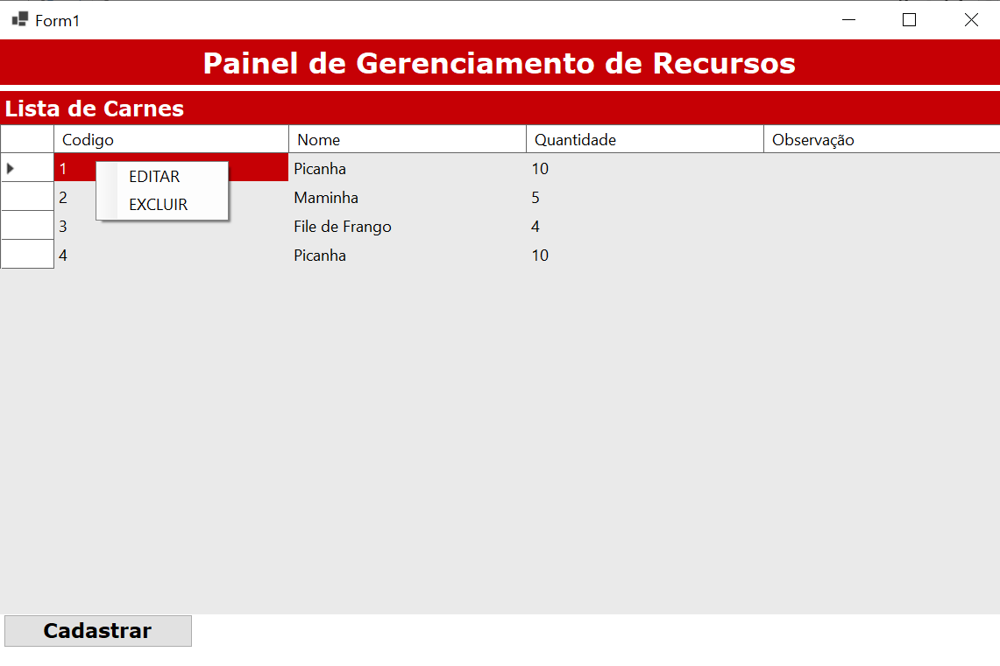 Form1
Painel de Gerenciamento de Recursos
Lista de Carnes
Codigo Nome Quantidade Observação
1 Picanha 10
EDITAR
2 Maminha 5
EXCLUIR
3 File de Frango 4
4 Picanha 10
Cadastrar